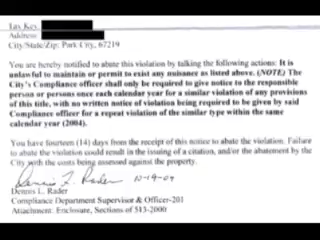 Tax Key:
Address:
City/State/Zip: Park City, 67219
You are hereby notified to abate this violation by talking the following actions: It is
unlawful to maintain or permit to exist any nuisance as listed above. (NOTE) The
City's Compliance officer shall only be required to give notice to the responsible
person or persons once each calendar year for a similar violation of any provisions
of this title, with no written notice of violation being required to be given by said
Compliance officer for a repeat violation of the similar type within the same
calendar year (2004).
You have fourteen (14) days from the receipt of this notice to abate the violation. Failure
to abate the violation could result in the issuing of a citation, and/or the abatement by the
City with the costs being assessed against the property.
Dennis L. Rader 10-19-04
Dennis L. Rader
Compliance Department Supervisor & Officer-201
Attachment. Enclosure, Sections of 513-2000